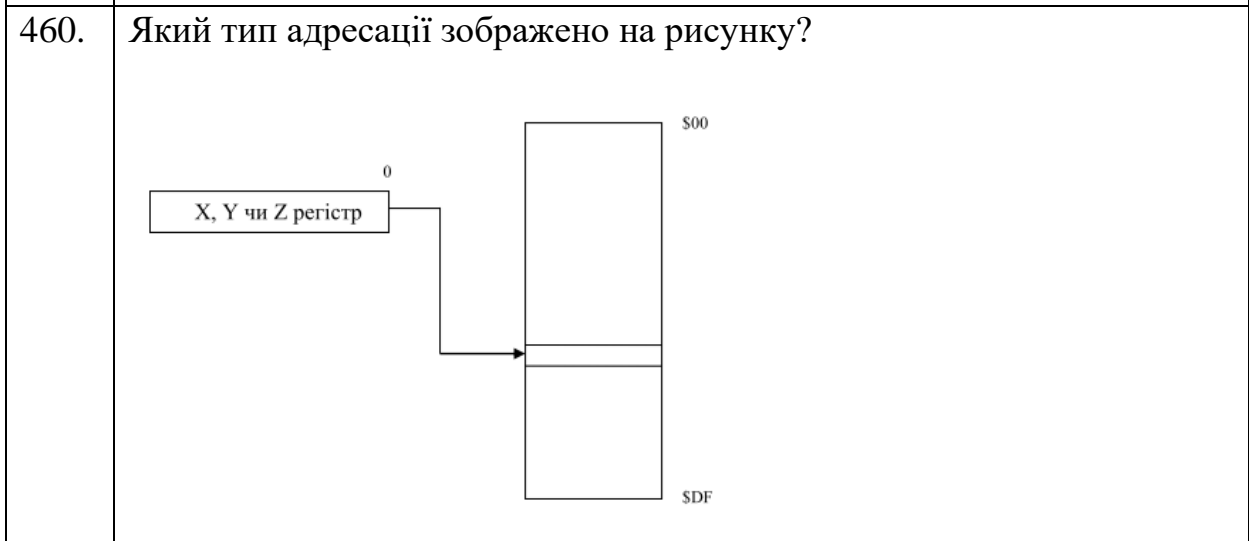 460. Який тип адресації зображено на рисунку?
$00
0
X, Y чи Z регістр
$DF